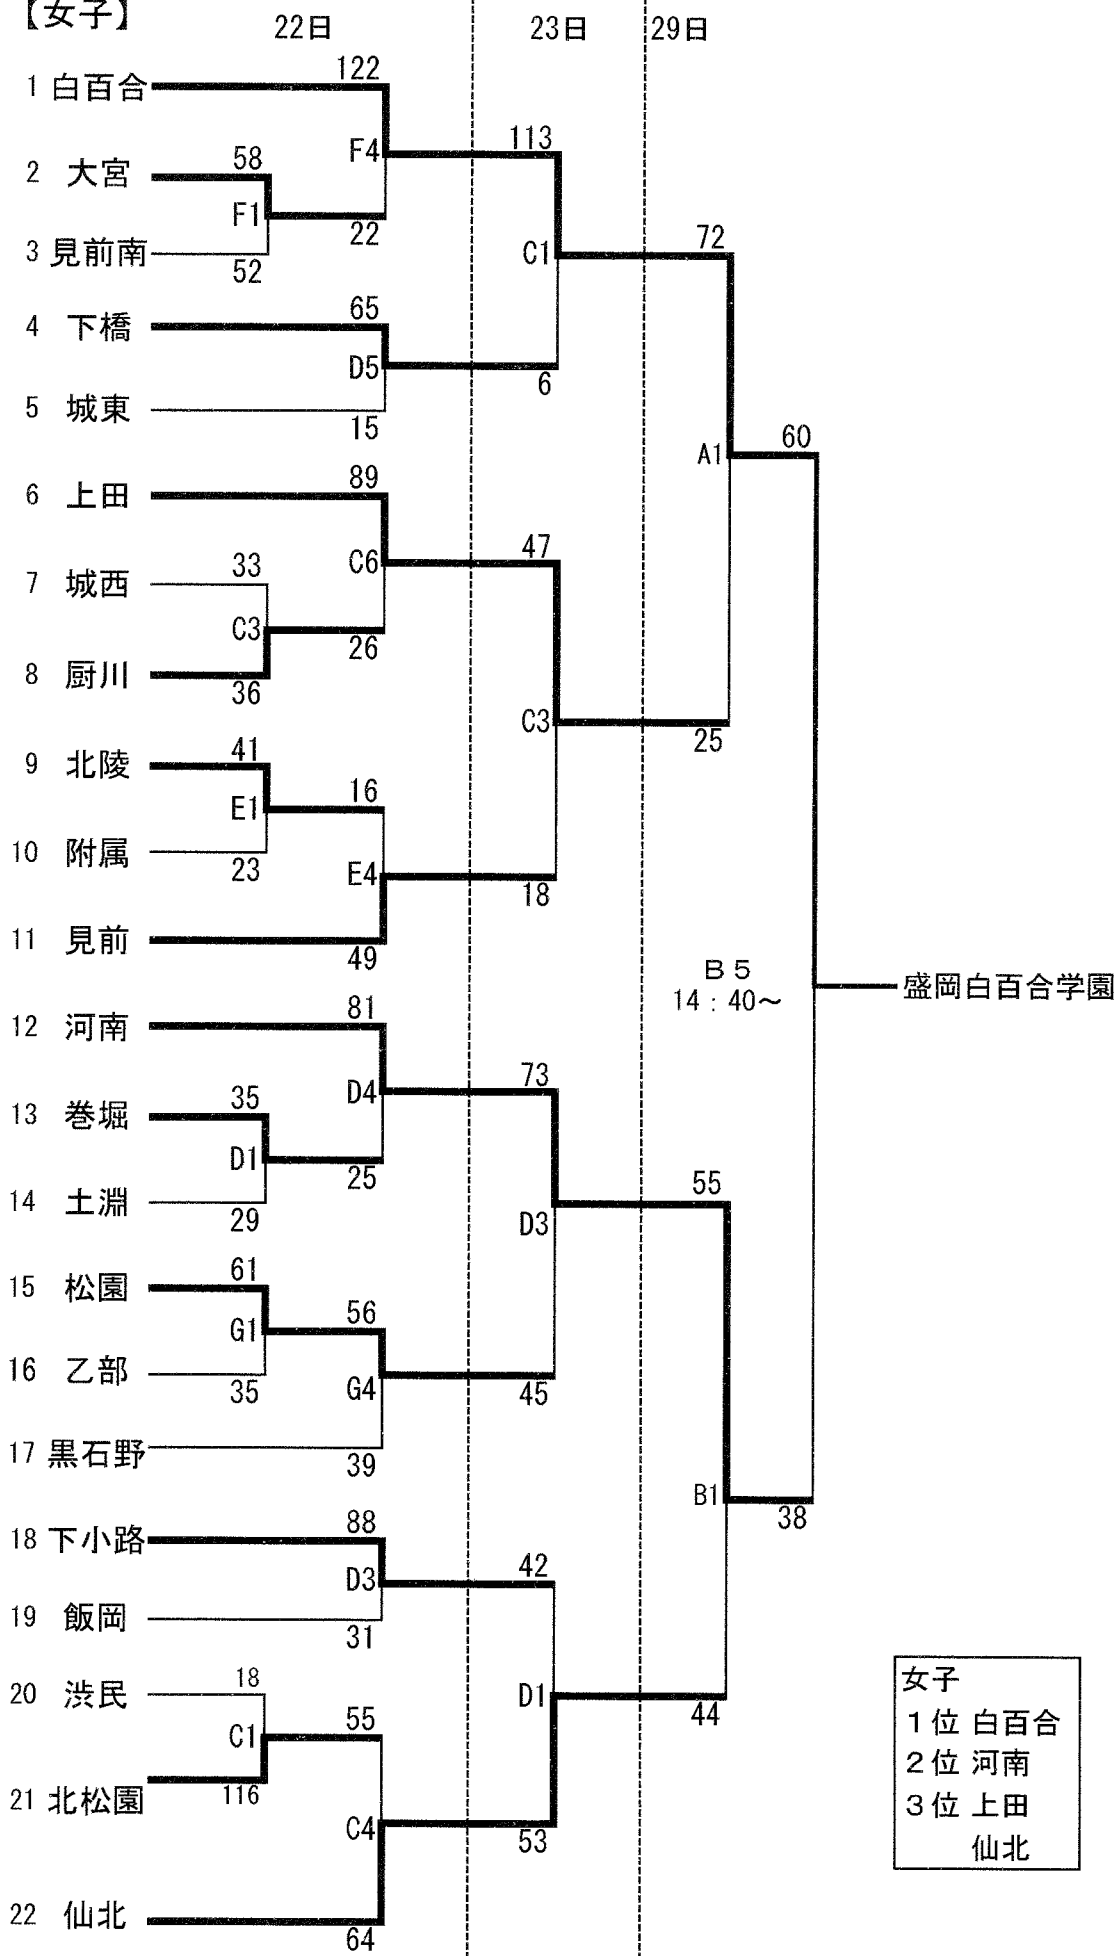 【女子】
22日 23日 29日
122
1 白百合
F4
113
58
2 大宮
F1
22
3 見前南
52
C1
72
65
4 下橋
D5
6
5 城東
15
A1
60
89
6 上田
C6
47
33
7 城西
C3
26
8 厨川
36
C3
25
41
9 北陵
E1
16
10 附属
23
E4
18
11 見前
49
B5
14：40～
盛岡白百合学園
81
12 河南
D4
73
35
13 巻堀
D1
25
14 土淵
29
D3
55
61
15 松園
G1
56
16 乙部
35
G4
45
17 黒石野
39
B1
38
88
18 下小路
D3
42
19 飯岡
31
18
20 渋民
C1
55
D1
44
21 北松園
116
C4
53
22 仙北
64
女子
1位 白百合
2位 河南
3位 上田
仙北